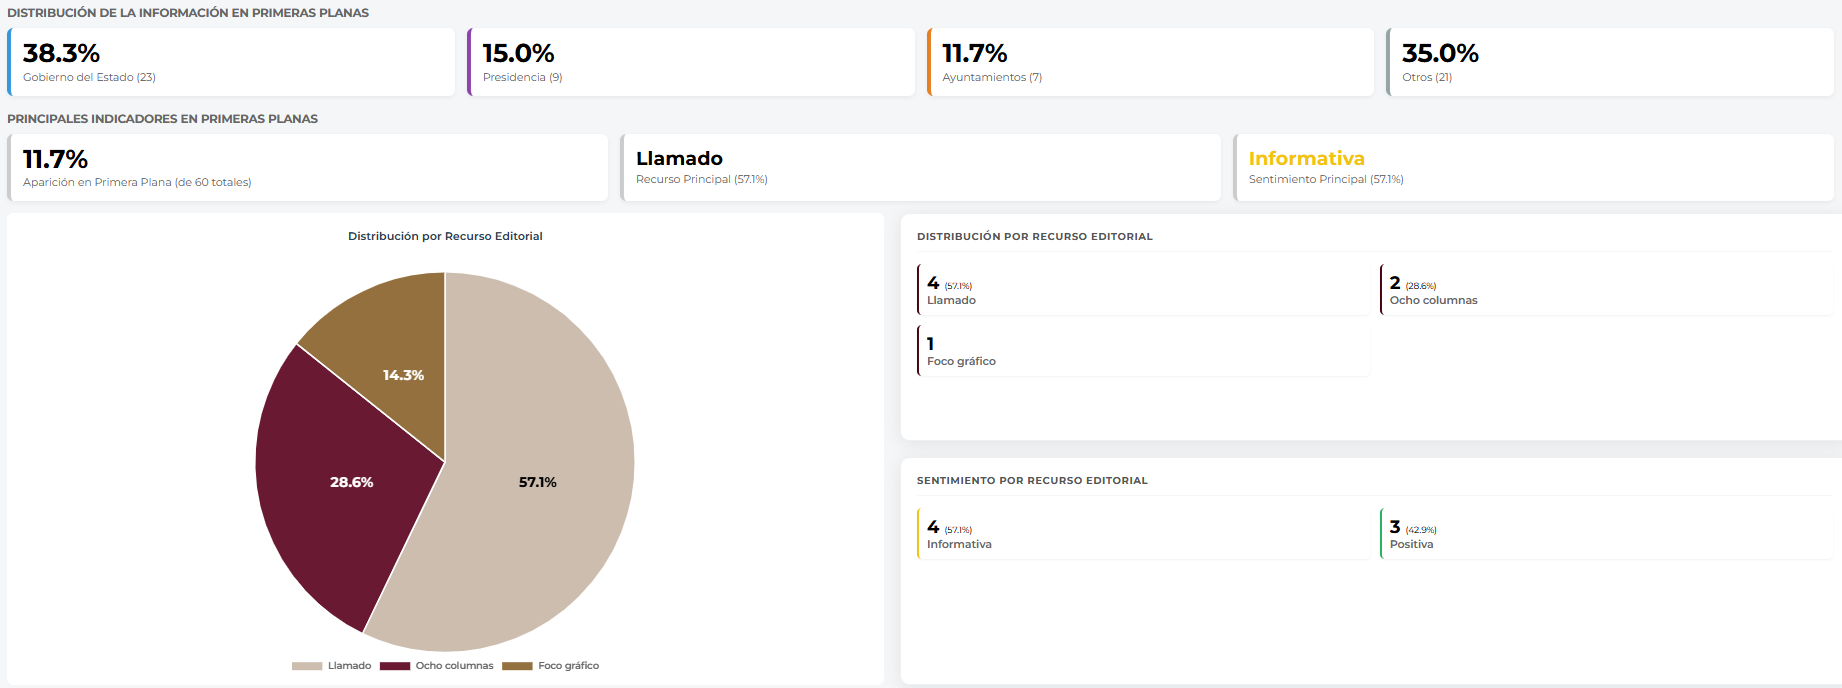 DISTRIBUCIÓN DE LA INFORMACIÓN EN PRIMERAS PLANAS
38.3%
Gobierno del Estado (23)
15.0%
Presidencia (9)
11.7%
Ayuntamientos (7)
35.0%
Otros (21)
PRINCIPALES INDICADORES EN PRIMERAS PLANAS
11.7%
Aparición en Primera Plana (de 60 totales)
Llamado
Recurso Principal (57.1%)
Informativa
Sentimiento Principal (57.1%)
Distribución por Recurso Editorial
14.3%
28.6%
57.1%
Llamado
Ocho columnas
Foco gráfico
DISTRIBUCIÓN POR RECURSO EDITORIAL
4 (57.1%)
Llamado
2 (28.6%)
Ocho columnas
1
Foco gráfico
SENTIMIENTO POR RECURSO EDITORIAL
4 (57.1%)
Informativa
3 (42.9%)
Positiva